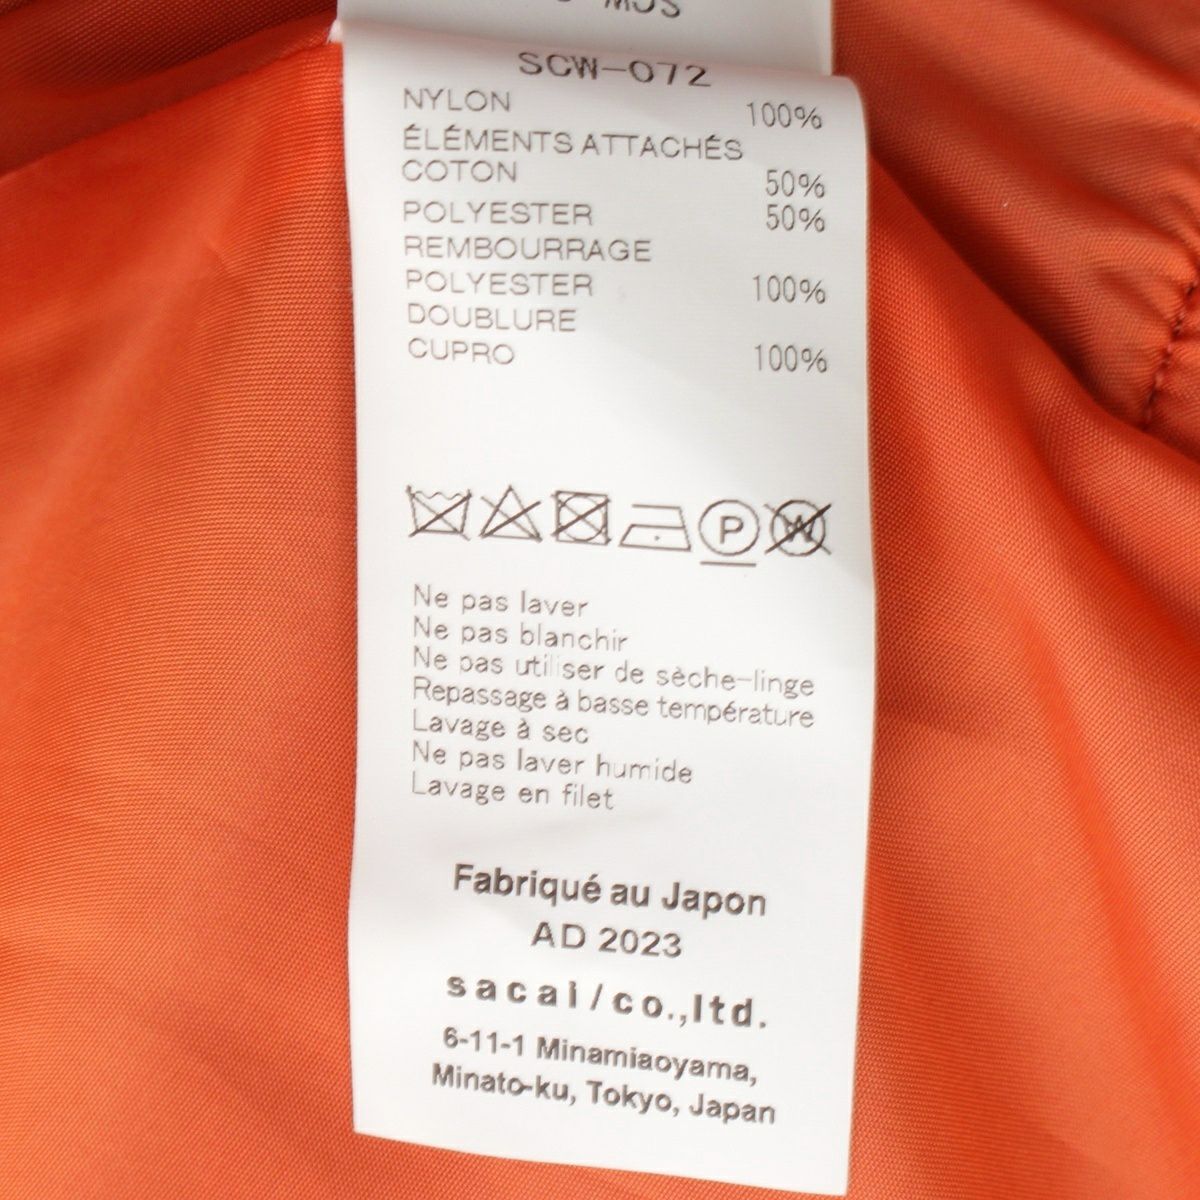 SCW-072
NYLON 100%
ÉLÉMENTS ATTACHÉS
COTON 50%
POLYESTER 50%
REMBOURRAGE
POLYESTER 100%
DOUBLURE
CUPRO 100%
P W
Ne pas laver
Ne pas blanchir
Ne pas utiliser de sèche-linge
Repassage à basse température
Lavage à sec
Ne pas laver humide
Lavage en filet
Fabriqué au Japon
AD 2023
sacai/co.,ltd.
6-11-1 Minamiaoyama,
Minato-ku, Tokyo, Japan